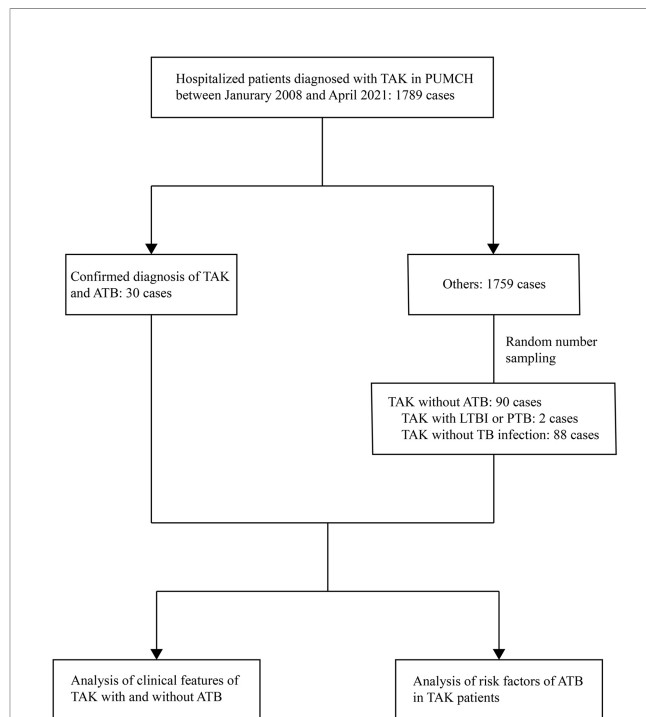 Hospitalized patients diagnosed with TAK in PUMCH
between Janurary 2008 and April 2021: 1789 cases
Confirmed diagnosis of TAK
and ATB: 30 cases
Others: 1759 cases
Random number
sampling
TAK without ATB: 90 cases
TAK with LTBI or PTB: 2 cases
TAK without TB infection: 88 cases
Analysis of clinical features of
TAK with and without ATB
Analysis of risk factors of ATB
in TAK patients